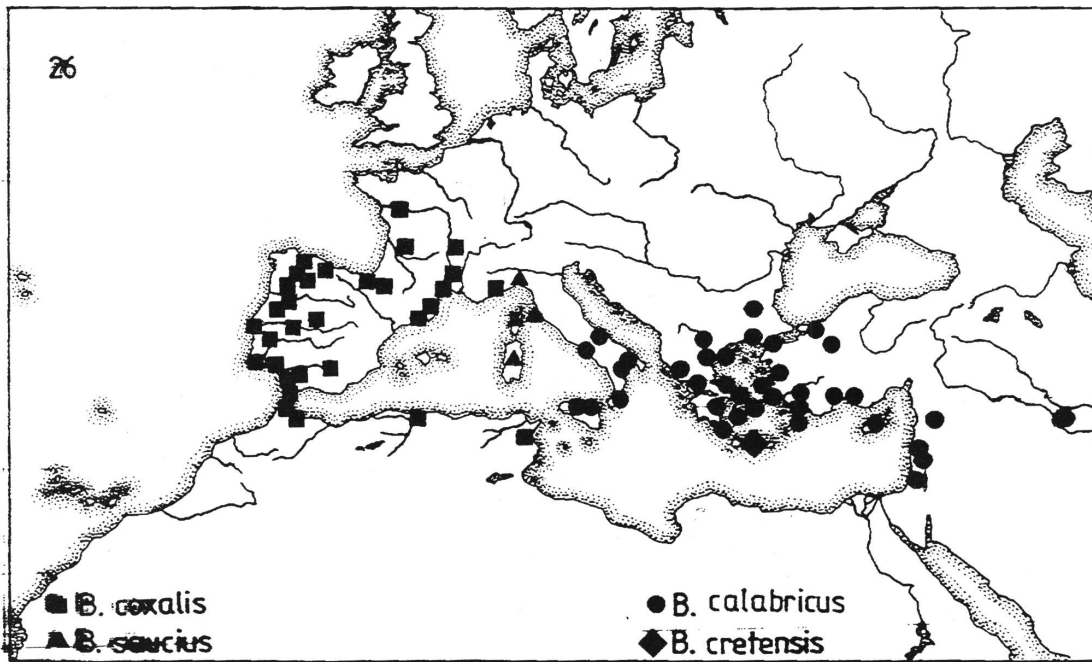 26
B. coxalis
B. saucius
B. calabricus
B. cretensis